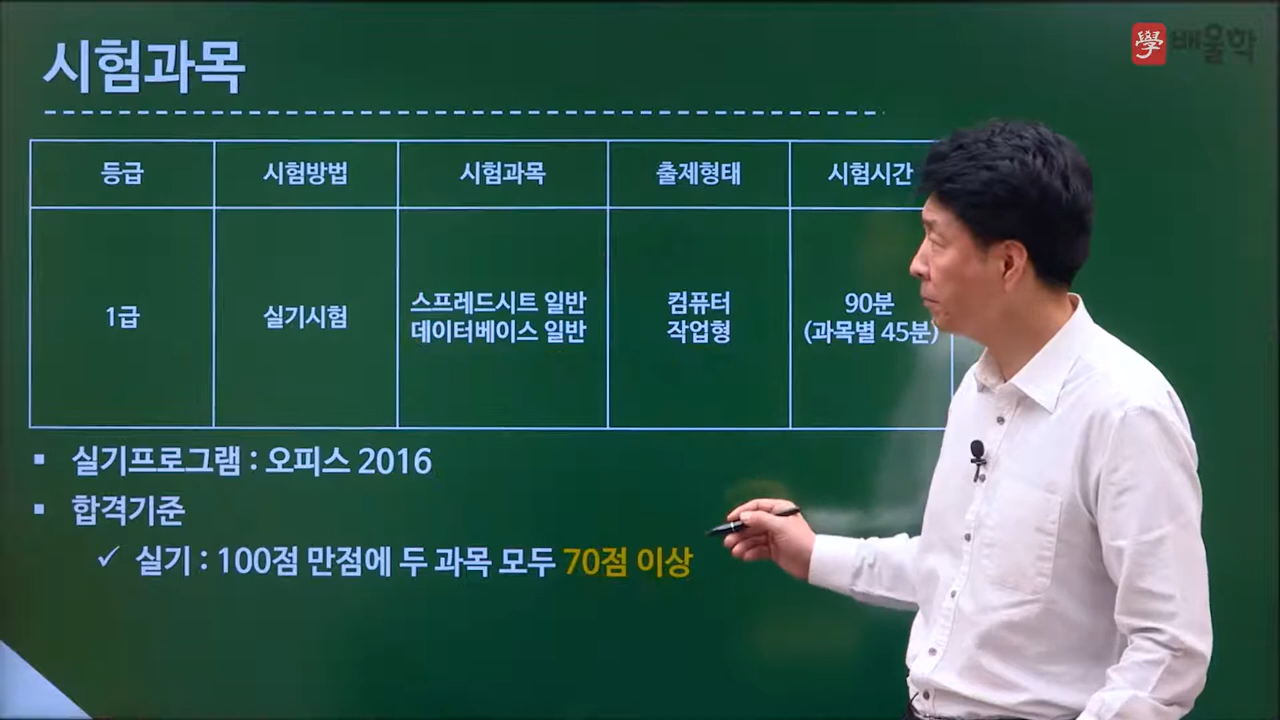 시험과목
學 배울학
등급 시험방법 시험과목 출제형태 시험시간
1급 실기시험 스프레드시트 일반 컴퓨터 90분
데이터베이스 일반 작업형 (과목별 45분)
▪ 실기프로그램 : 오피스 2016
▪ 합격기준
✓ 실기 : 100점 만점에 두 과목 모두 70점 이상